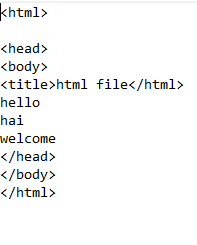 <html>

<head>
<body>
<title>html file</html>
hello
hai
welcome
</head>
</body>
</html>